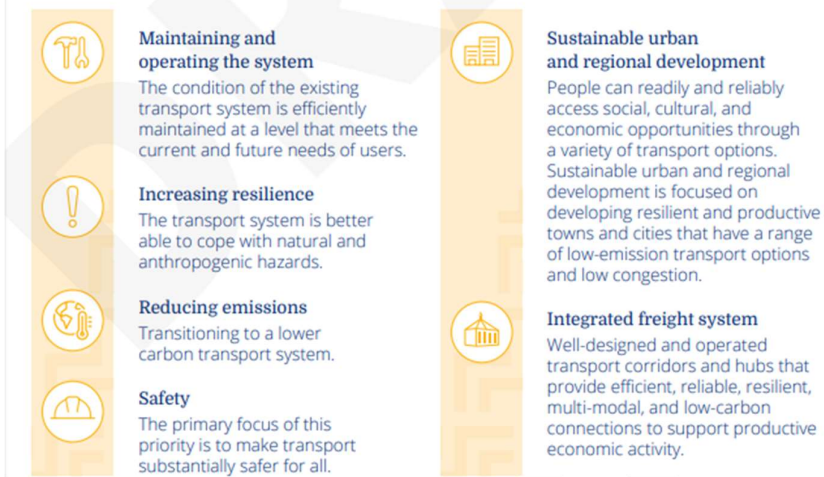 Maintaining and
operating the system
The condition of the existing
transport system is efficiently
maintained at a level that meets the
current and future needs of users.
Increasing resilience
The transport system is better
able to cope with natural and
anthropogenic hazards.
Reducing emissions
Transitioning to a lower
carbon transport system.
Safety
The primary focus of this
priority is to make transport
substantially safer for all.
Sustainable urban
and regional development
People can readily and reliably
access social, cultural, and
economic opportunities through
a variety of transport options.
Sustainable urban and regional
development is focused on
developing resilient and productive
towns and cities that have a range
of low-emission transport options
and low congestion.
Integrated freight system
Well-designed and operated
transport corridors and hubs that
provide efficient, reliable, resilient,
multi-modal, and low-carbon
connections to support productive
economic activity.